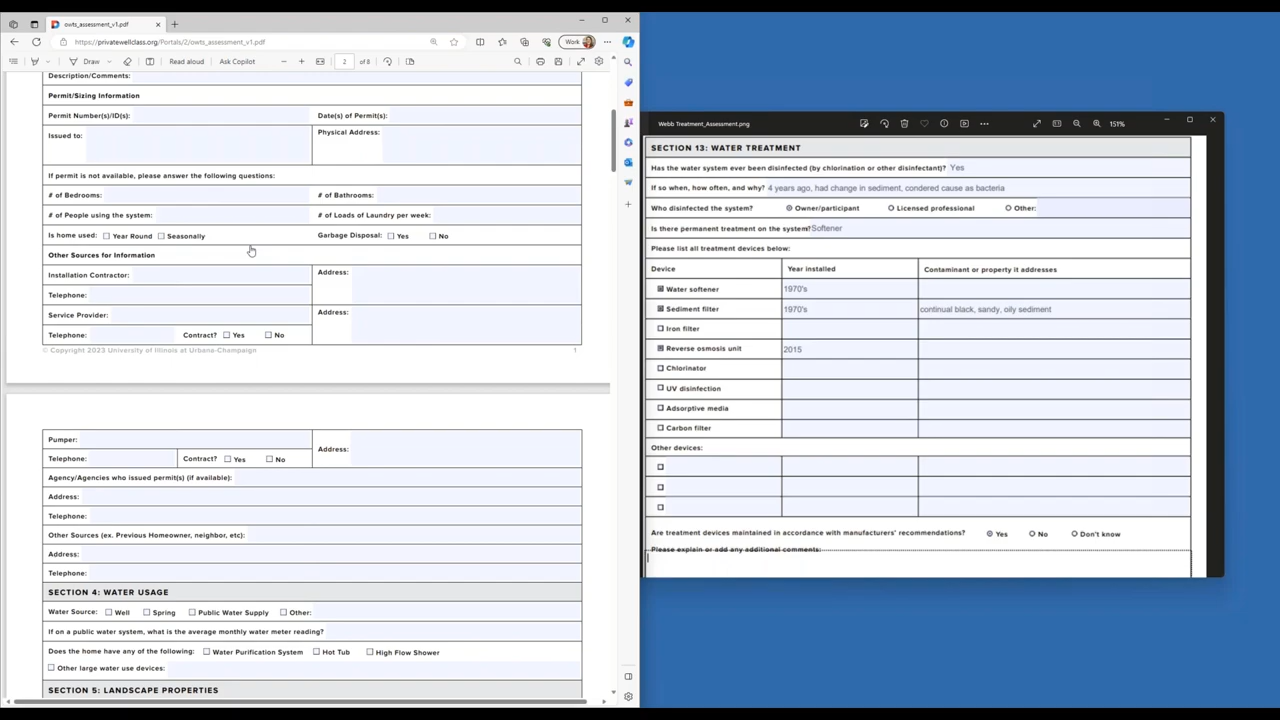 owts_assessment_v1.pdf
https://privatewellclass.org/Portals/2/owts_assessment_v1.pdf
Work
Draw
Read aloud
Ask Copilot
2 of 8
Description/Comments:
Permit/Sizing Information
Permit Number(s)/ID(s): Date(s) of Permit(s):
Issued to: Physical Address:
If permit is not available, please answer the following questions:
# of Bedrooms: # of Bathrooms:
# of People using the system: # of Loads of Laundry per week:
Is home used: Year Round Seasonally Garbage Disposal: Yes No
Other Sources for Information
Installation Contractor: Address:
Telephone:
Service Provider: Address:
Telephone: Contract? Yes No
© Copyright 2023 University of Illinois at Urbana-Champaign 1
Pumper: Address:
Telephone: Contract? Yes No
Agency/Agencies who issued permit(s) (if available):
Address:
Telephone:
Other Sources (ex. Previous Homeowner, neighbor, etc):
Address:
Telephone:
SECTION 4: WATER USAGE
Water Source: Well Spring Public Water Supply Other:
If on a public water system, what is the average monthly water meter reading?
Does the home have any of the following: Water Purification System Hot Tub High Flow Shower
Other large water use devices:
SECTION 5: LANDSCAPE PROPERTIES
Webb Treatment_Assessment.png
151%
SECTION 13: WATER TREATMENT
Has the water system ever been disinfected (by chlorination or other disinfectant)? Yes
If so when, how often, and why? 4 years ago, had change in sediment, condered cause as bacteria
Who disinfected the system? Owner/participant Licensed professional Other:
Is there permanent treatment on the system? Softener
Please list all treatment devices below:
Device Year installed Contaminant or property it addresses
Water softener 1970's
Sediment filter 1970's continual black, sandy, oily sediment
Iron filter
Reverse osmosis unit 2015
Chlorinator
UV disinfection
Adsorptive media
Carbon filter
Other devices:
Are treatment devices maintained in accordance with manufacturers' recommendations? Yes No Don't know
Please explain or add any additional comments: